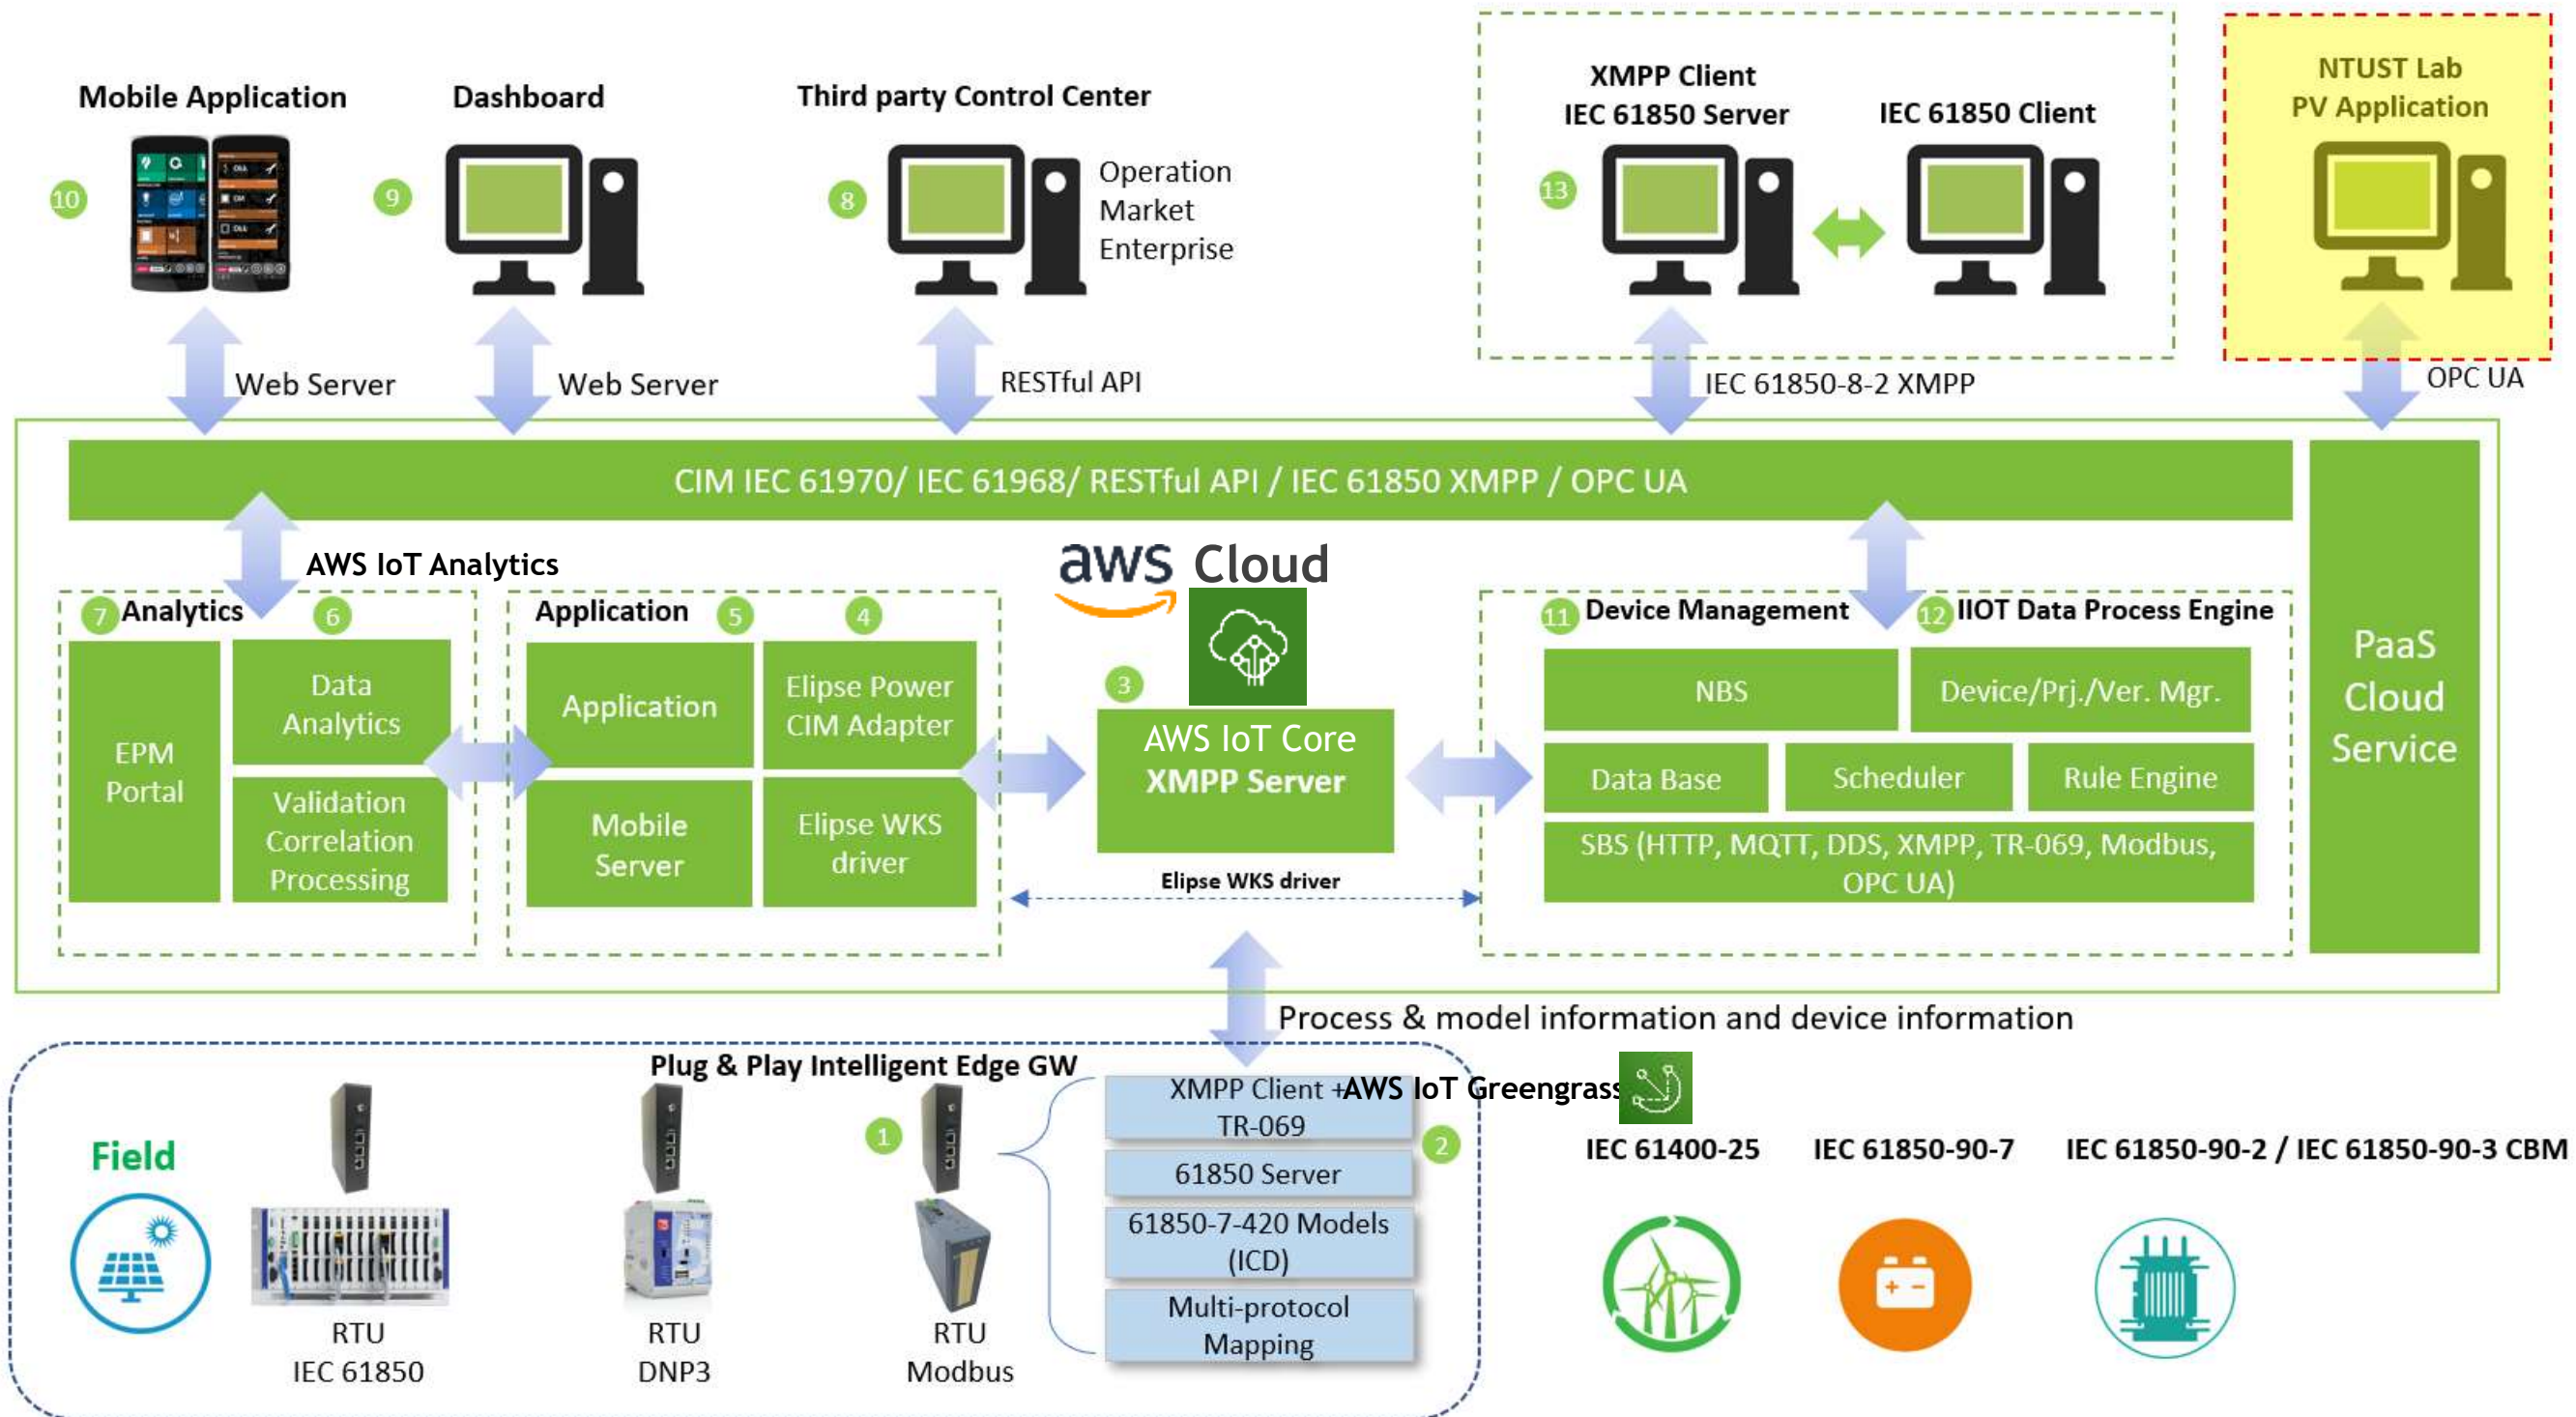 Mobile Application
10
Web Server
Dashboard
9
Web Server
Third party Control Center
8
Operation
Market
Enterprise
RESTful API
XMPP Client
IEC 61850 Server
IEC 61850 Client
13
IEC 61850-8-2 XMPP
NTUST Lab
PV Application
OPC UA
CIM IEC 61970/ IEC 61968/ RESTful API / IEC 61850 XMPP / OPC UA
AWS IoT Analytics
aws Cloud
7 Analytics
6
EPM
Portal
Data
Analytics
Validation
Correlation
Processing
Application
5
4
Application
Elipse Power
CIM Adapter
Mobile
Server
Elipse WKS
driver
3
AWS IoT Core
XMPP Server
Elipse WKS driver
11 Device Management
12 IIOT Data Process Engine
NBS
Device/Prj./Ver. Mgr.
Data Base
Scheduler
Rule Engine
SBS (HTTP, MQTT, DDS, XMPP, TR-069, Modbus,
OPC UA)
PaaS
Cloud
Service
Process & model information and device information
Plug & Play Intelligent Edge GW
Field
RTU
IEC 61850
RTU
DNP3
1
RTU
Modbus
XMPP Client +
TR-069
AWS IoT Greengrass
2
61850 Server
61850-7-420 Models
(ICD)
Multi-protocol
Mapping
IEC 61400-25
IEC 61850-90-7
IEC 61850-90-2 / IEC 61850-90-3 CBM